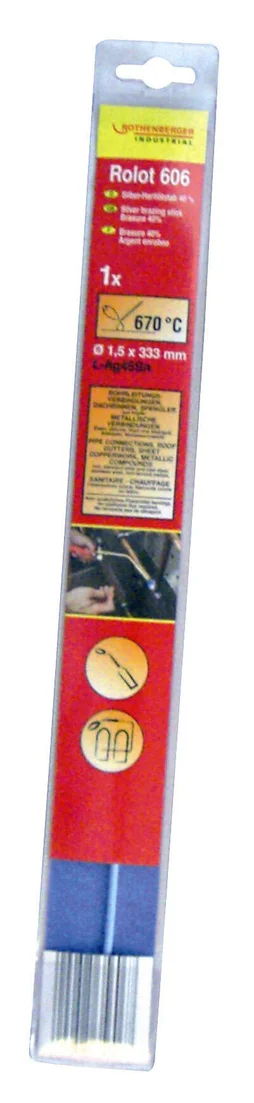 ROTHENBERGER
INDUSTRIAL
Rolot 606
D Silber-Hartlötstab 40 %
Silver brazing stick
Brasure 40%
F Brasure 40%
Argent enrobée
1x
670 °C
Ø 1,5 x 333 mm
L-Ag45Sn
ROHRLEITUNGS-
VERBINDUNGEN,
DACHRINNEN, SPENGLER
METALLISCHE
VERBINDUNGEN
PIPE CONNECTIONS, ROOF
GUTTERS, SHEET
COPPERWORK, METALLIC
COMPOUNDS
SANITAIRE - CHAUFFAGE